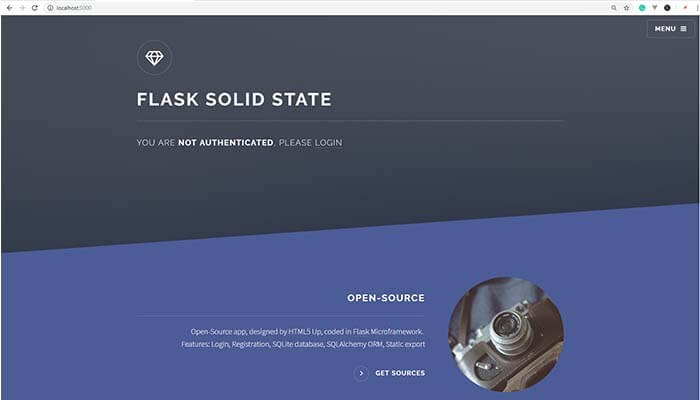 localhost:5000
MENU
FLASK SOLID STATE
YOU ARE NOT AUTHENTICATED, PLEASE LOGIN
OPEN-SOURCE
Open-Source app, designed by HTML5 Up, coded in Flask Microframework.
Features: Login, Registration, SQLite database, SQLAlchemy ORM, Static export
GET SOURCES